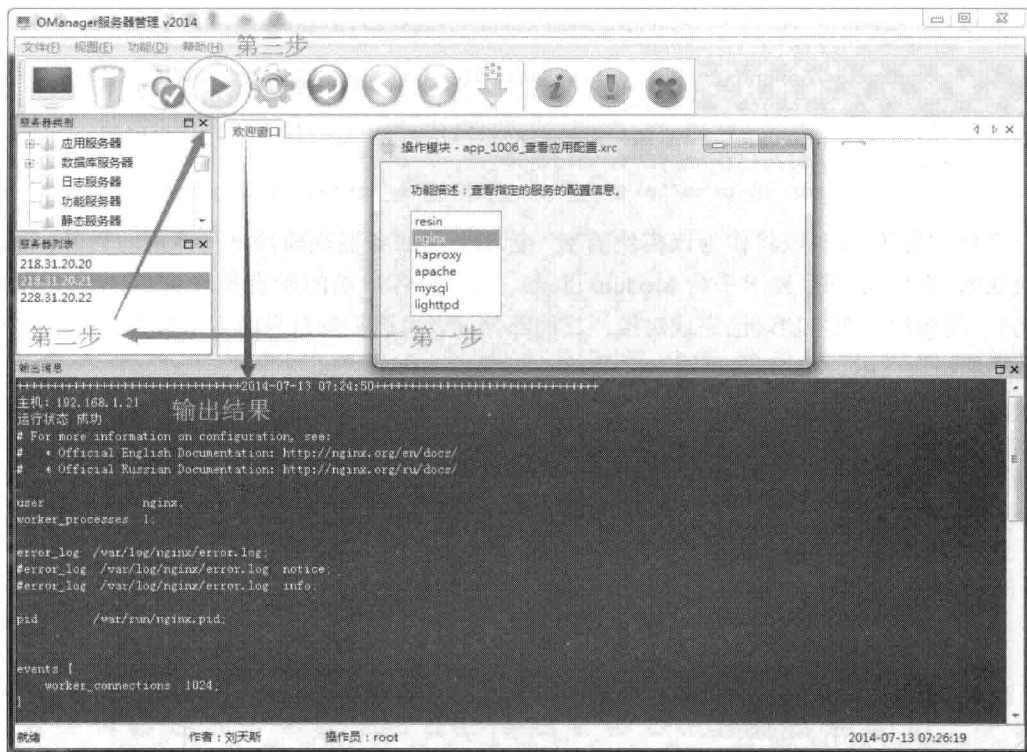 OManager服务器管理 v2014
文件(F) 视图(E) 功能(D) 帮助(H)
第三步
服务器类别
应用服务器
数据库服务器
日志服务器
功能服务器
静态服务器
欢迎窗口
操作模块 - app_1006_查看应用配置.xrc
功能描述：查看指定的服务的配置信息。
resin
nginx
haproxy
apache
mysql
lighttpd
服务器列表
218.31.20.20
218.31.20.21
228.31.20.22
第二步
第一步
输出消息
++++++++++++++++++++++++++++++++2014-07-13 07:24:50++++++++++++++++++++++++++++++++
主机: 192.168.1.21
运行状态 成功
输出结果
# For more information on configuration, see:
#   * Official English Documentation: http://nginx.org/en/docs/
#   * Official Russian Documentation: http://nginx.org/ru/docs/
user              nginx;
worker_processes  1;
error_log  /var/log/nginx/error.log;
#error_log  /var/log/nginx/error.log  notice;
#error_log  /var/log/nginx/error.log  info;
pid        /var/run/nginx.pid;
events {
    worker_connections  1024;
}
就绪
作者：刘天斯
操作员：root
2014-07-13 07:26:19